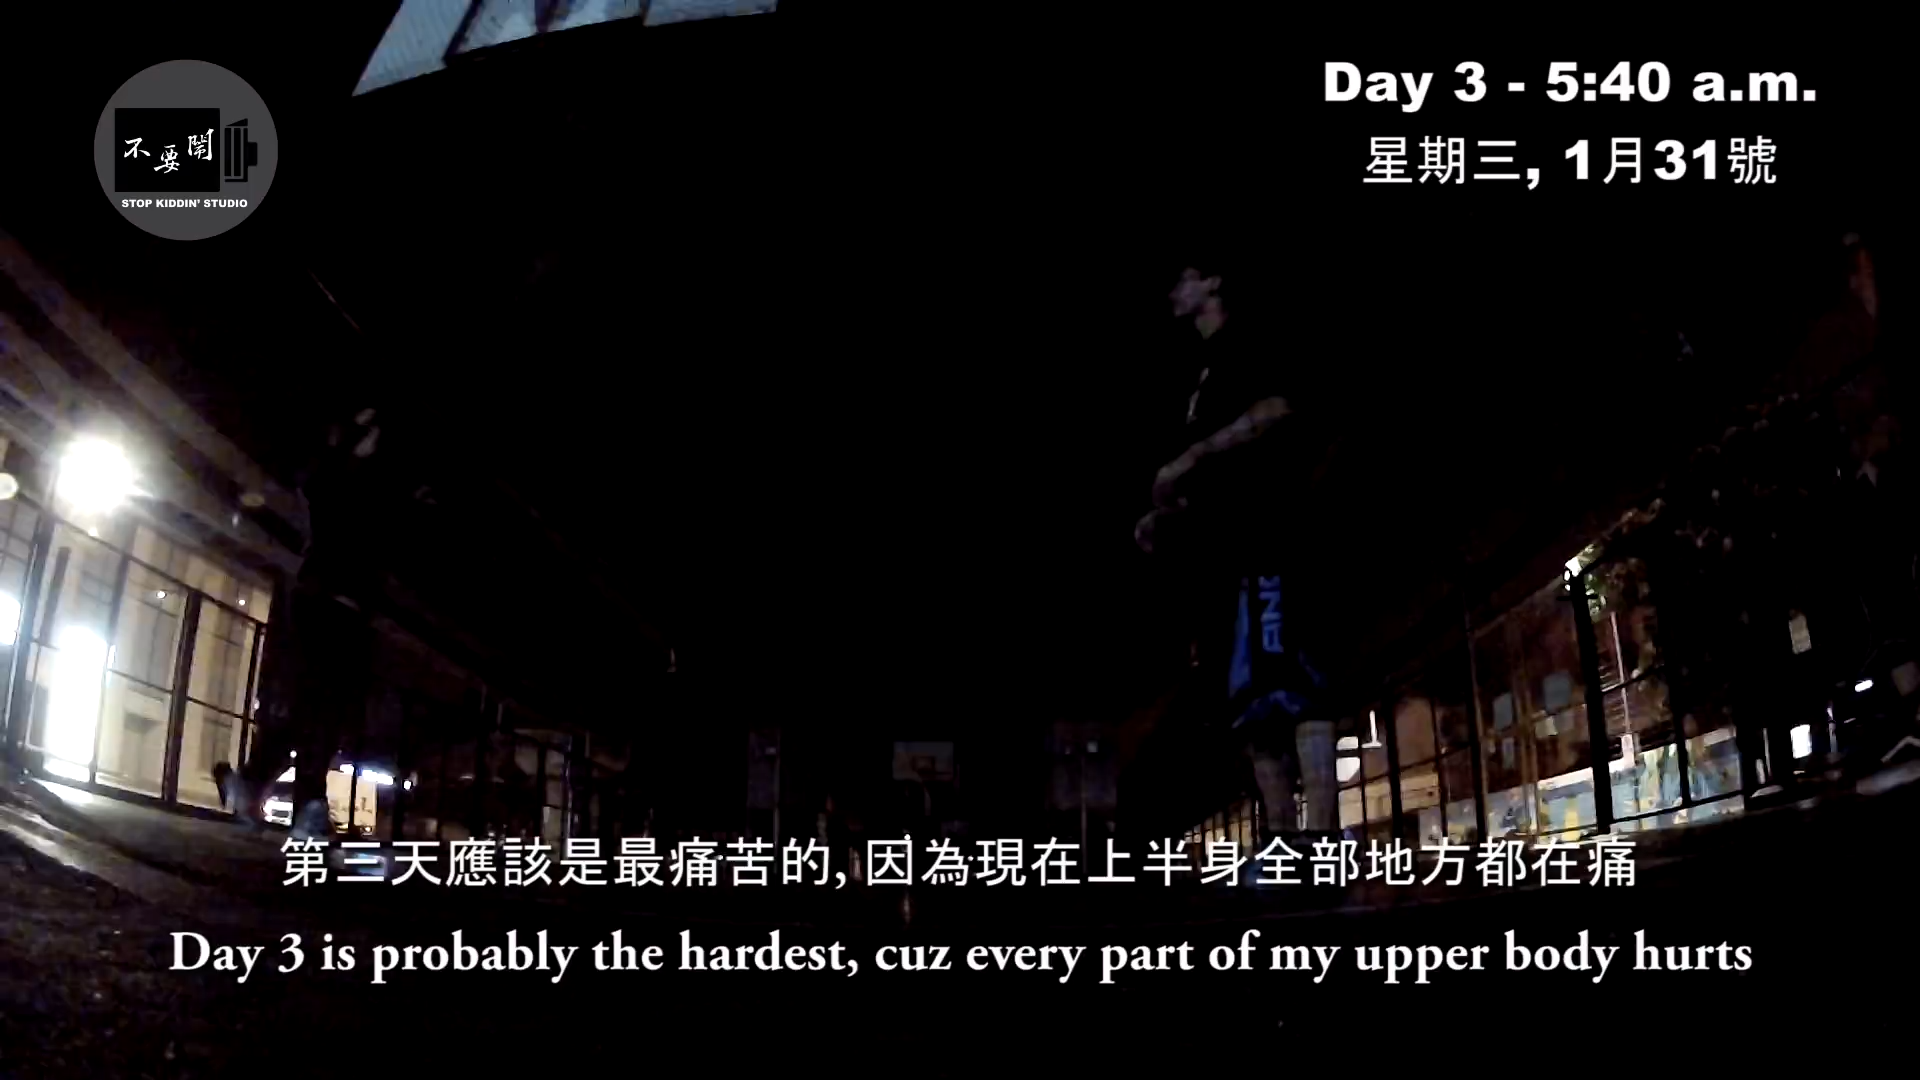 Day 3 - 5:40 a.m.
星期三, 1月31號
不要鬧
STOP KIDDIN' STUDIO
第三天應該是最痛苦的, 因為現在上半身全部地方都在痛
Day 3 is probably the hardest, cuz every part of my upper body hurts